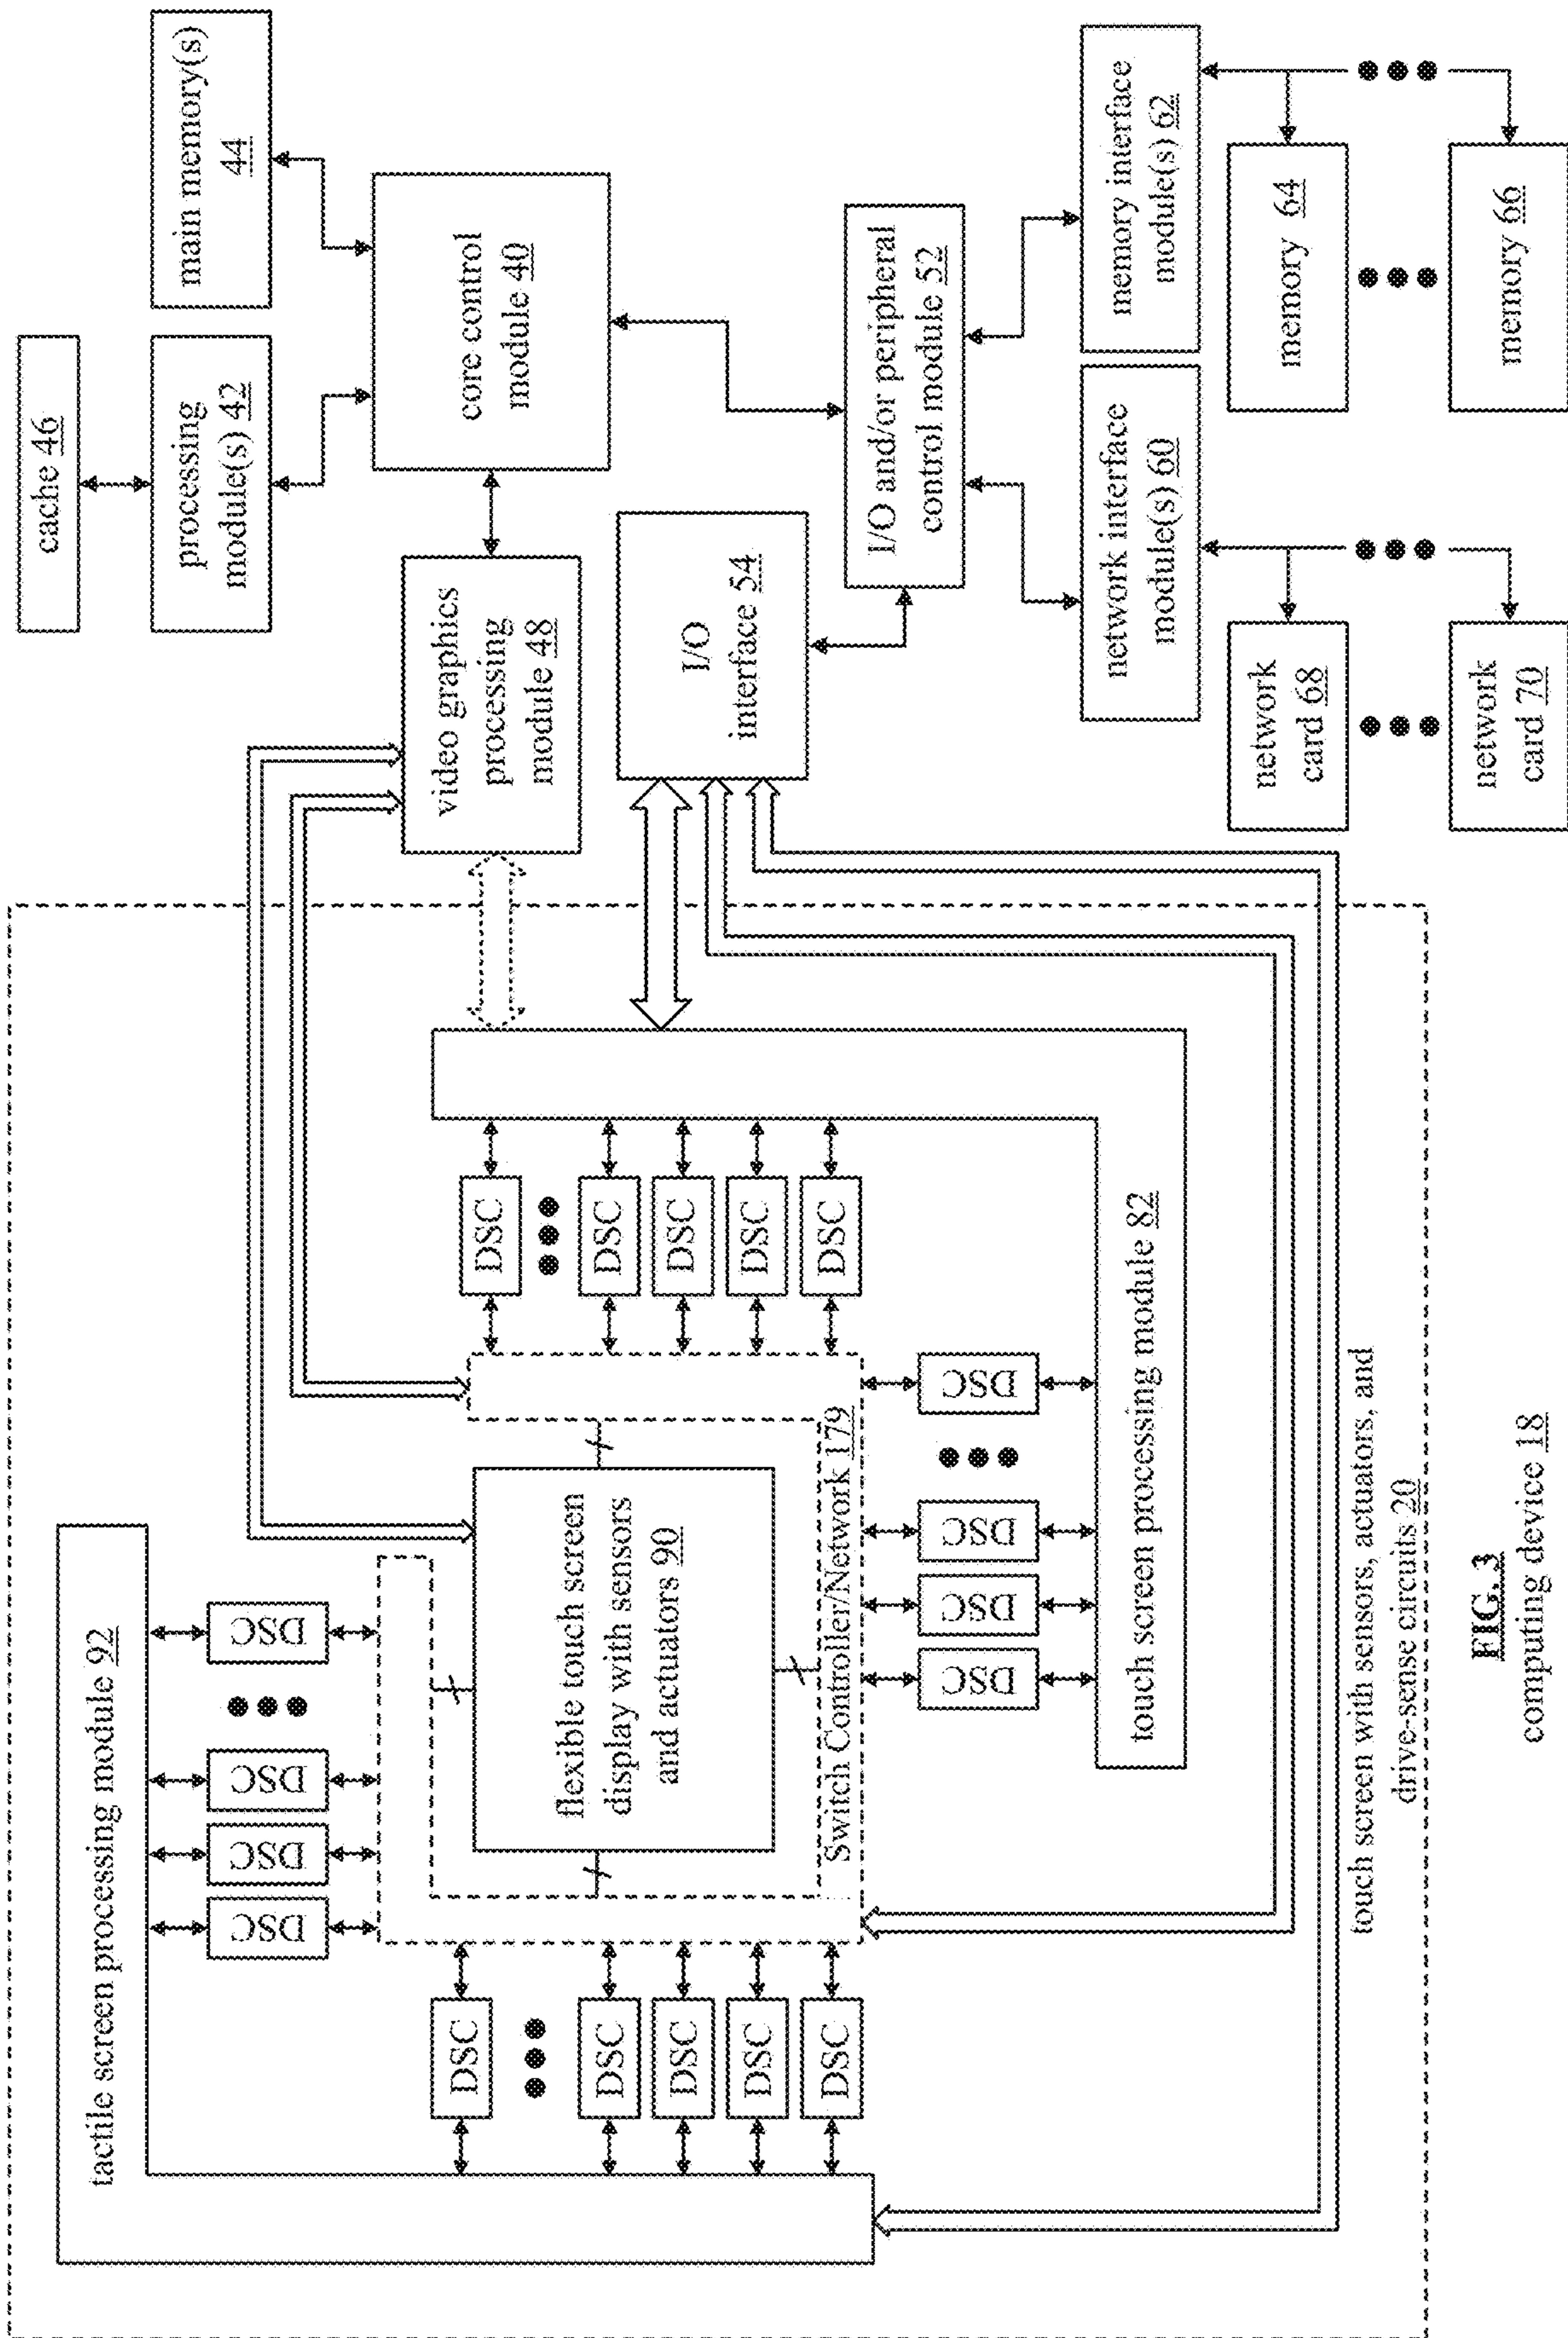 tactile screen processing module 92
DSC
DSC
DSC
DSC
DSC
DSC
DSC
DSC
DSC
flexible touch screen
display with sensors
and actuators 90
Switch Controller/Network 179
DSC
DSC
DSC
DSC
DSC
DSC
DSC
DSC
DSC
touch screen processing module 82
touch screen with sensors, actuators, and
drive-sense circuits 20
cache 46
processing
module(s) 42
main memory(s)
44
core control
module 40
video graphics
processing
module 48
I/O
interface 54
I/O and/or peripheral
control module 52
network interface
module(s) 60
memory interface
module(s) 62
network
card 68
memory 64
network
card 70
memory 66
FIG. 3
computing device 18